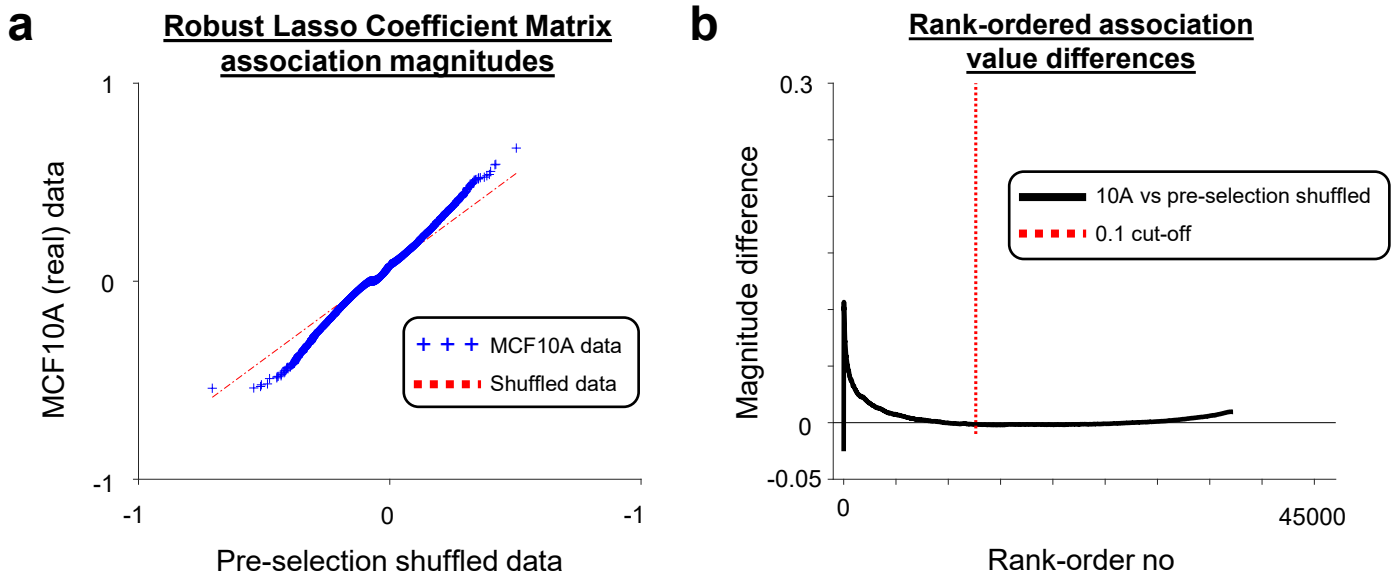 a
Robust Lasso Coefficient Matrix
association magnitudes
1
0
-1
-1
0
-1
MCF10A (real) data
Pre-selection shuffled data
MCF10A data
Shuffled data
b
Rank-ordered association
value differences
0.3
0
-0.05
0
45000
Magnitude difference
Rank-order no
10A vs pre-selection shuffled
0.1 cut-off